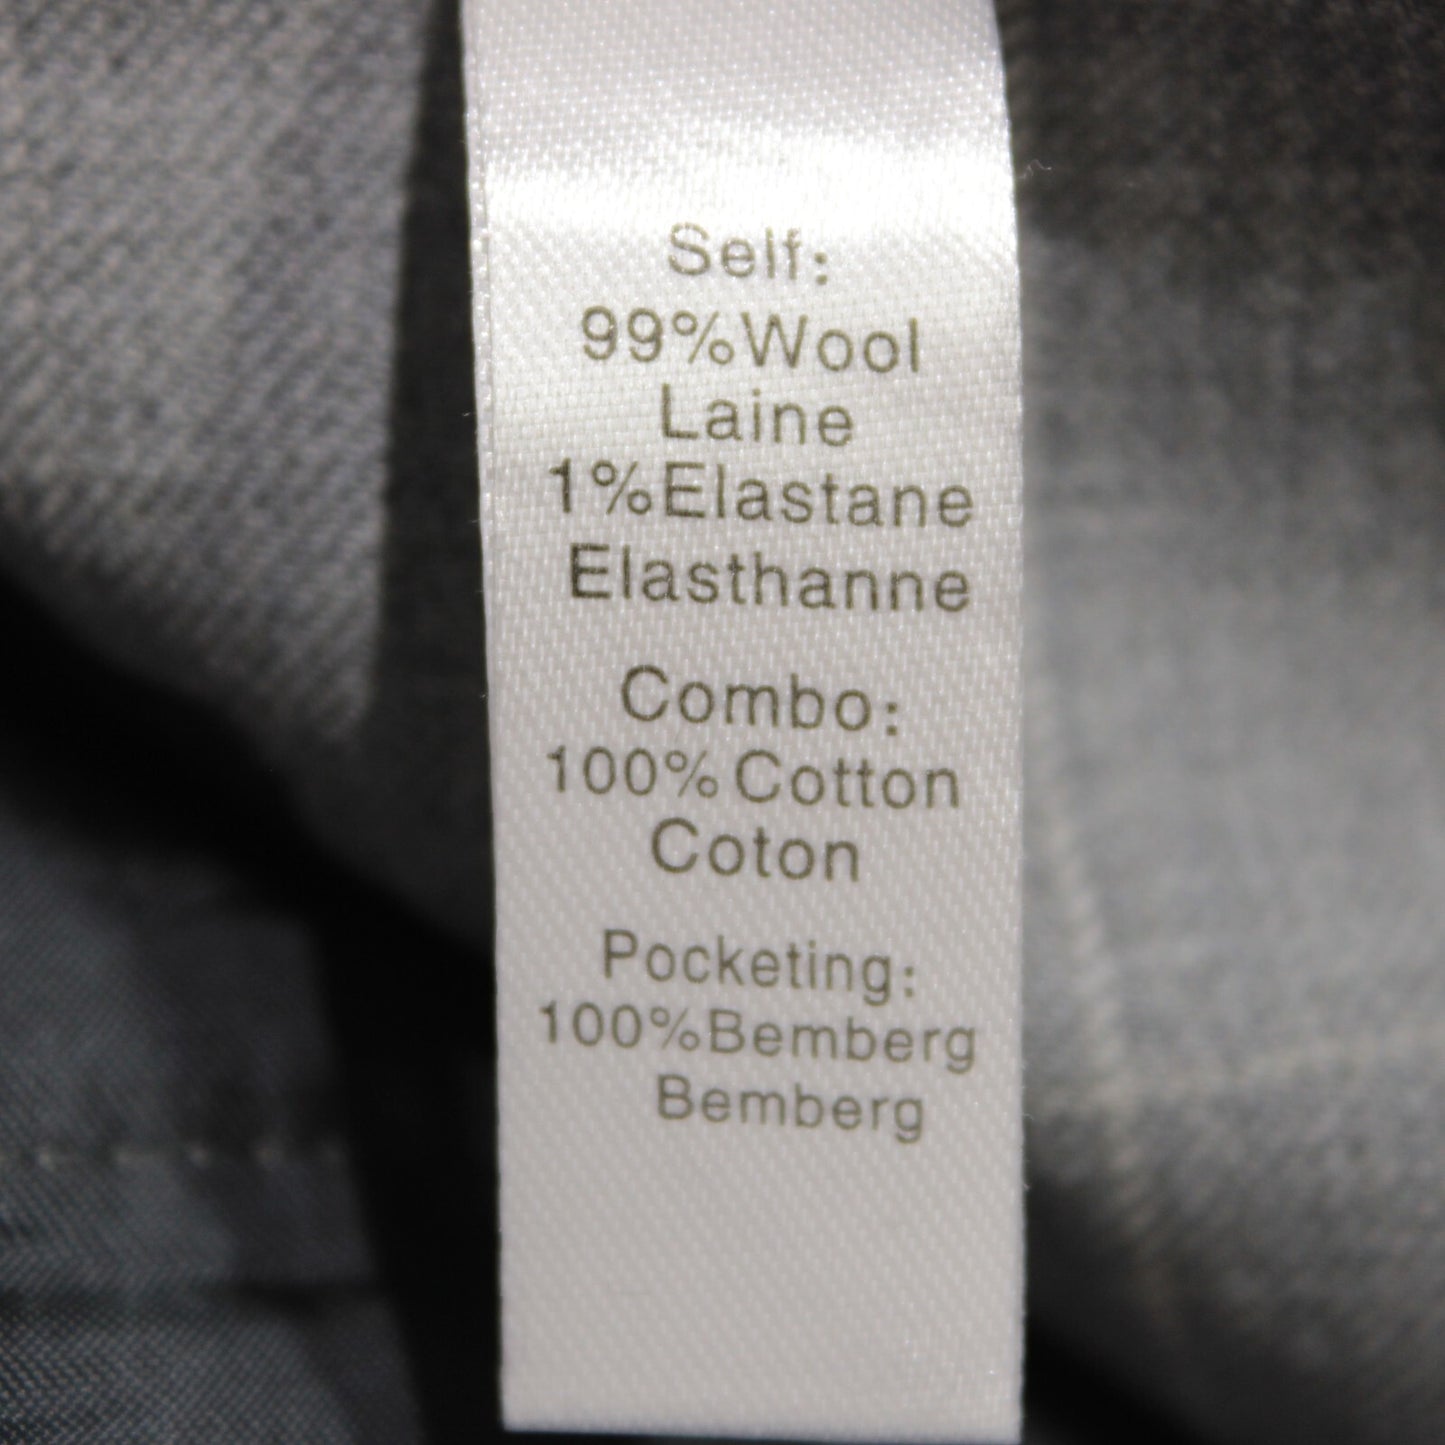 Self:
99%Wool
Laine
1%Elastane
Elasthanne
Combo:
100%Cotton
Coton
Pocketing:
100%Bemberg
Bemberg